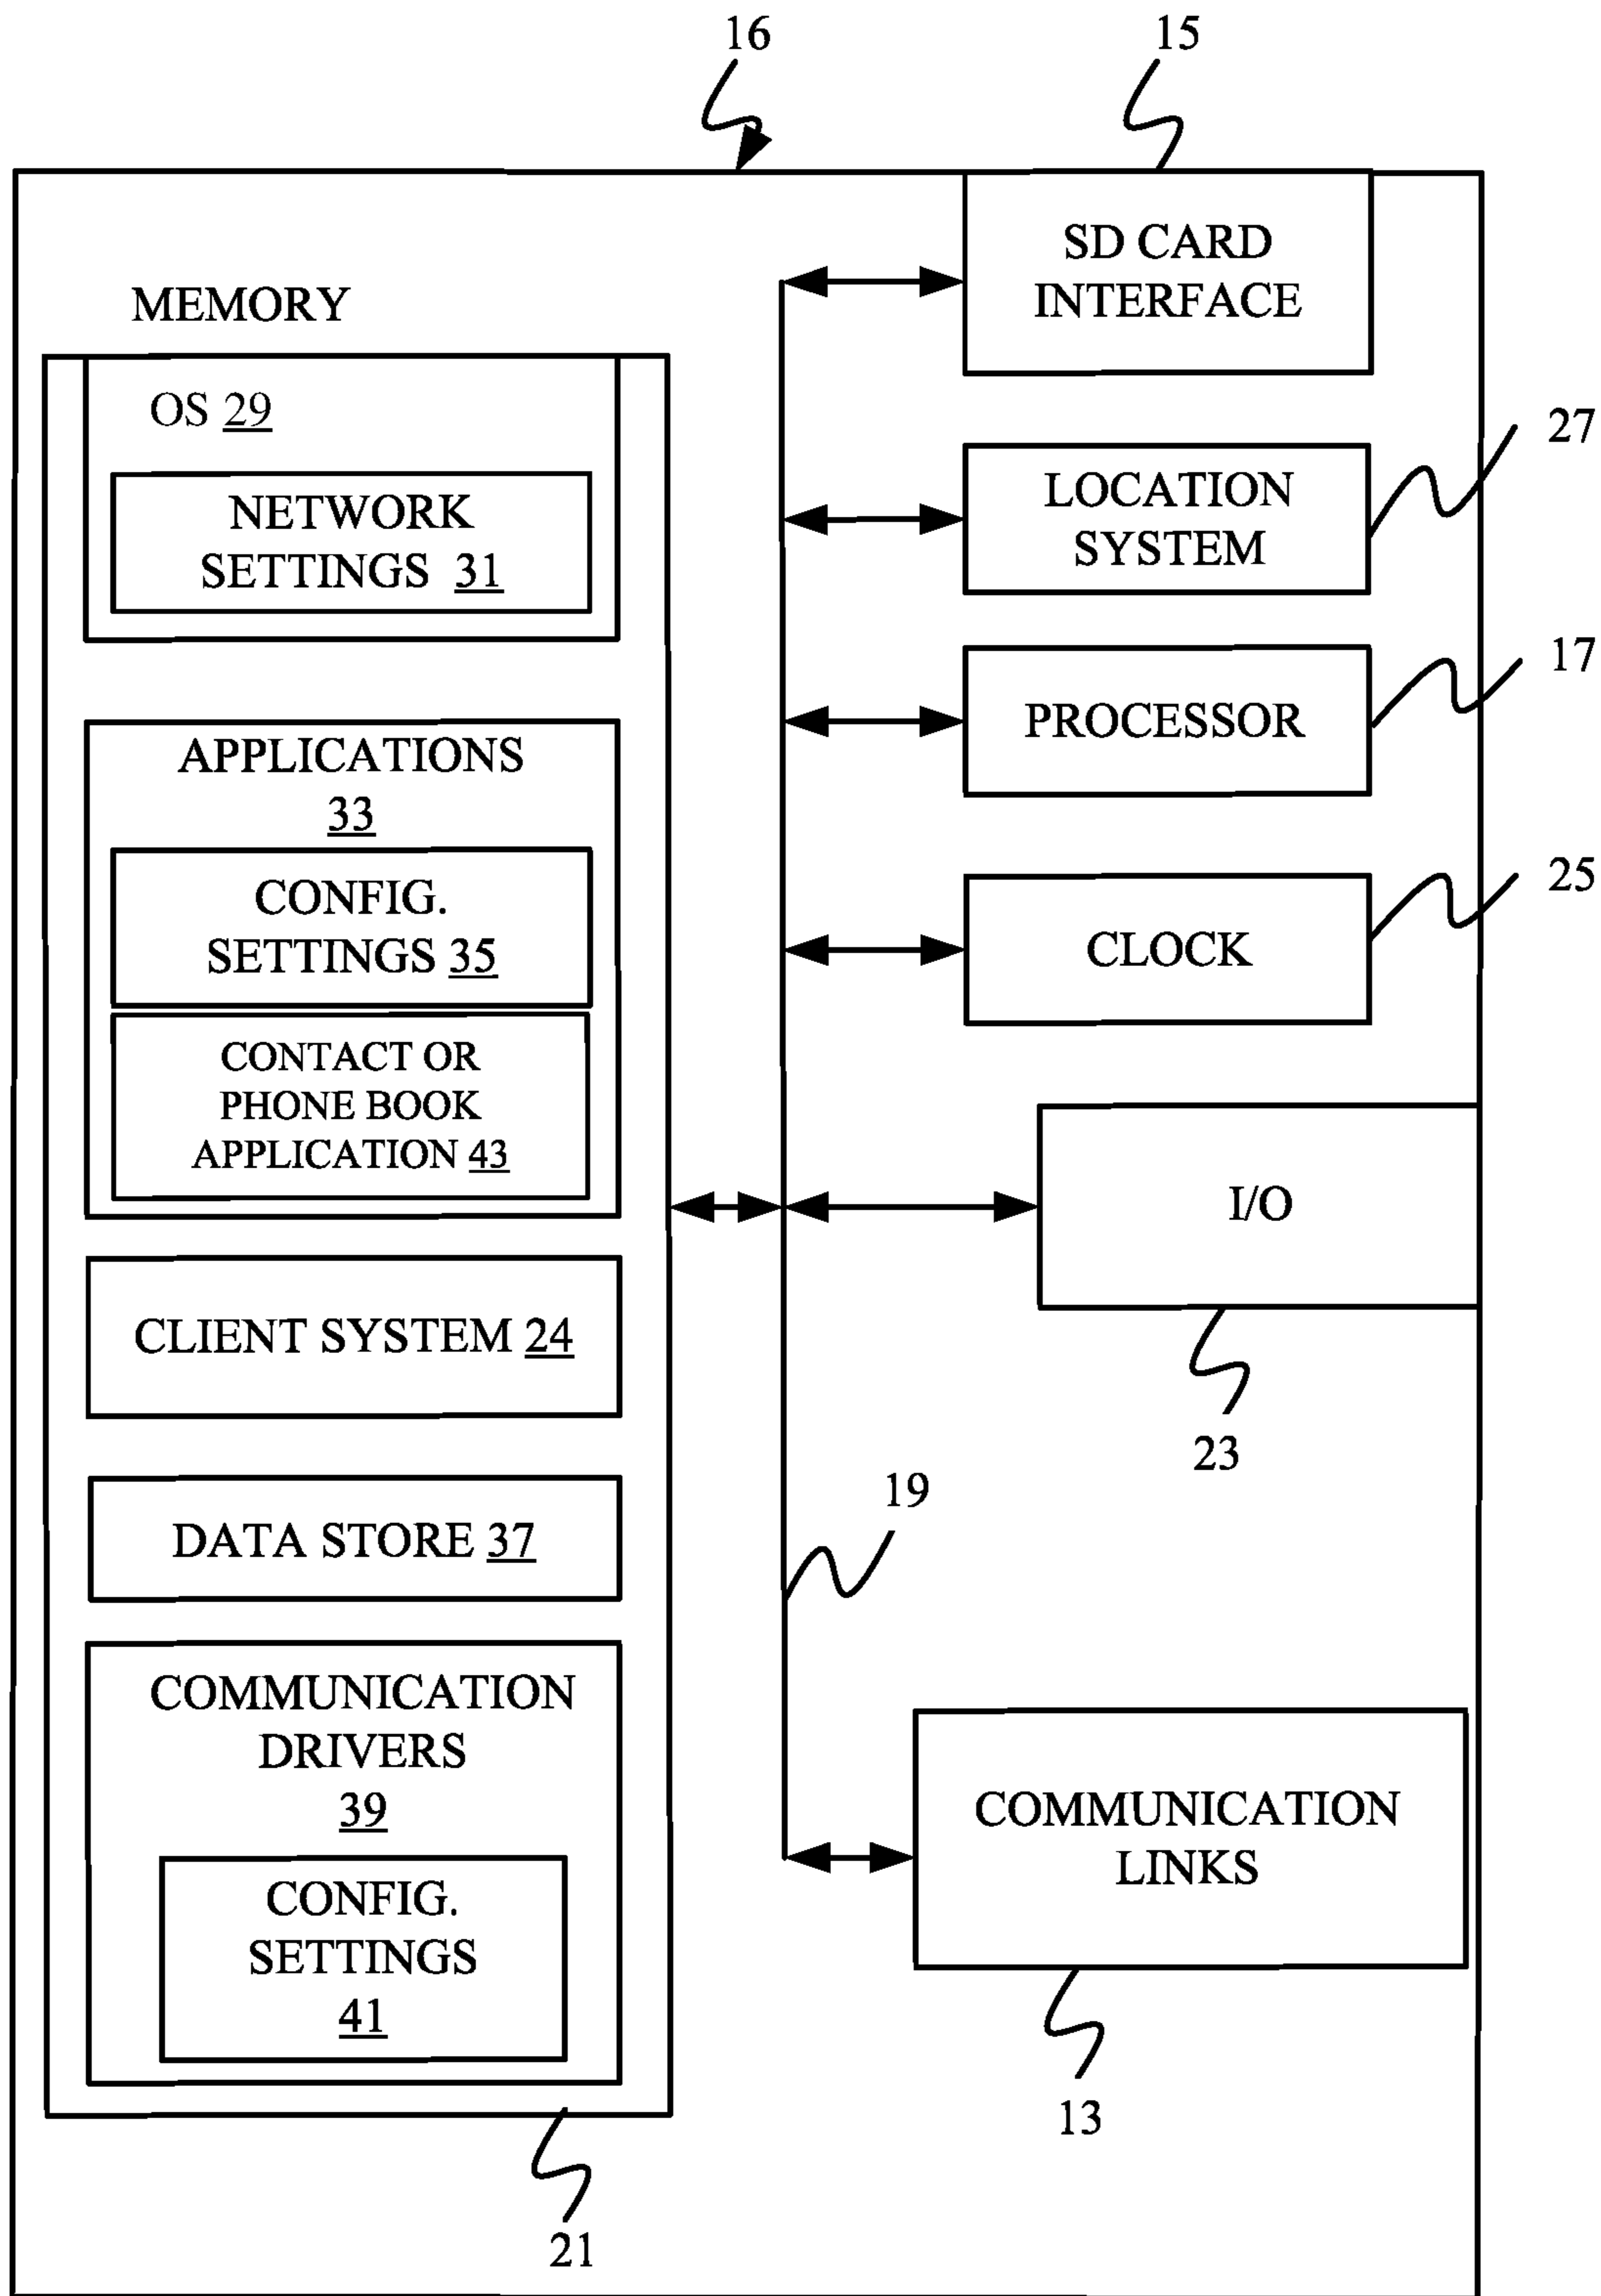 16
15
MEMORY
OS 29
NETWORK
SETTINGS 31
APPLICATIONS
33
CONFIG.
SETTINGS 35
CONTACT OR
PHONE BOOK
APPLICATION 43
CLIENT SYSTEM 24
DATA STORE 37
COMMUNICATION
DRIVERS
39
CONFIG.
SETTINGS
41
21
SD CARD
INTERFACE
LOCATION
SYSTEM
27
PROCESSOR
17
CLOCK
25
I/O
23
19
COMMUNICATION
LINKS
13